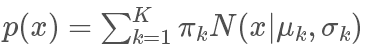 p(x) = ∑_{k=1}^{K} π_k N(x|μ_k, σ_k)